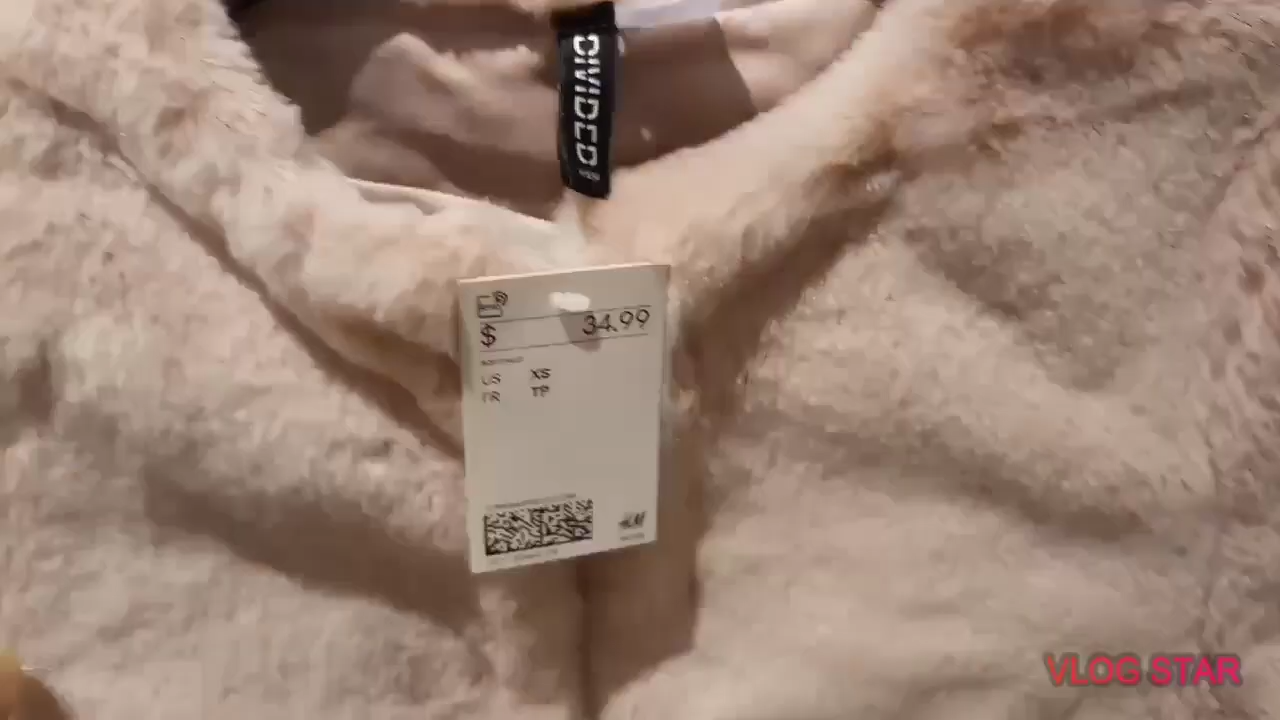 DIVIDED
H&M
$ 34.99
US XS
FR TP
H&M
VLOG STAR